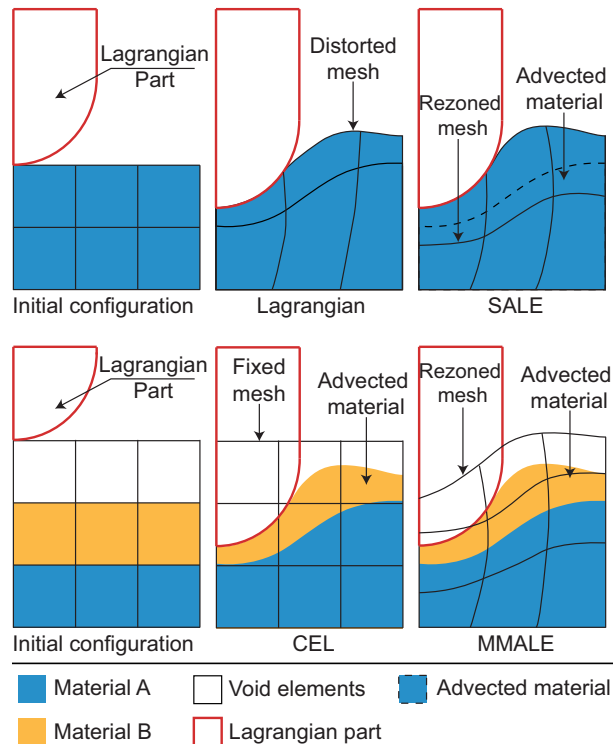 Lagrangian
Part
Distorted
mesh
Advected
material
Rezoned
mesh
Initial configuration
Lagrangian
SALE
Lagrangian
Part
Fixed
mesh
Advected
material
Rezoned
mesh
Advected
material
Initial configuration
CEL
MMALE
Material A
Void elements
Advected material
Material B
Lagrangian part